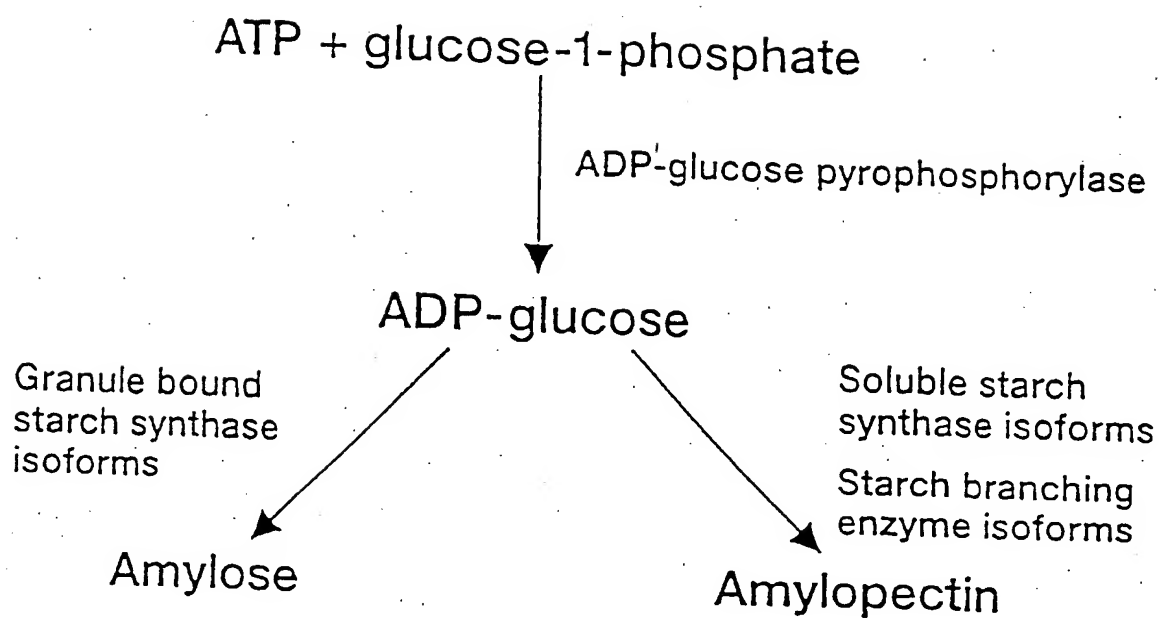 ATP + glucose-1-phosphate
ADP-glucose pyrophosphorylase
ADP-glucose
Granule bound
starch synthase
isoforms
Soluble starch
synthase isoforms
Starch branching
enzyme isoforms
Amylose
Amylopectin